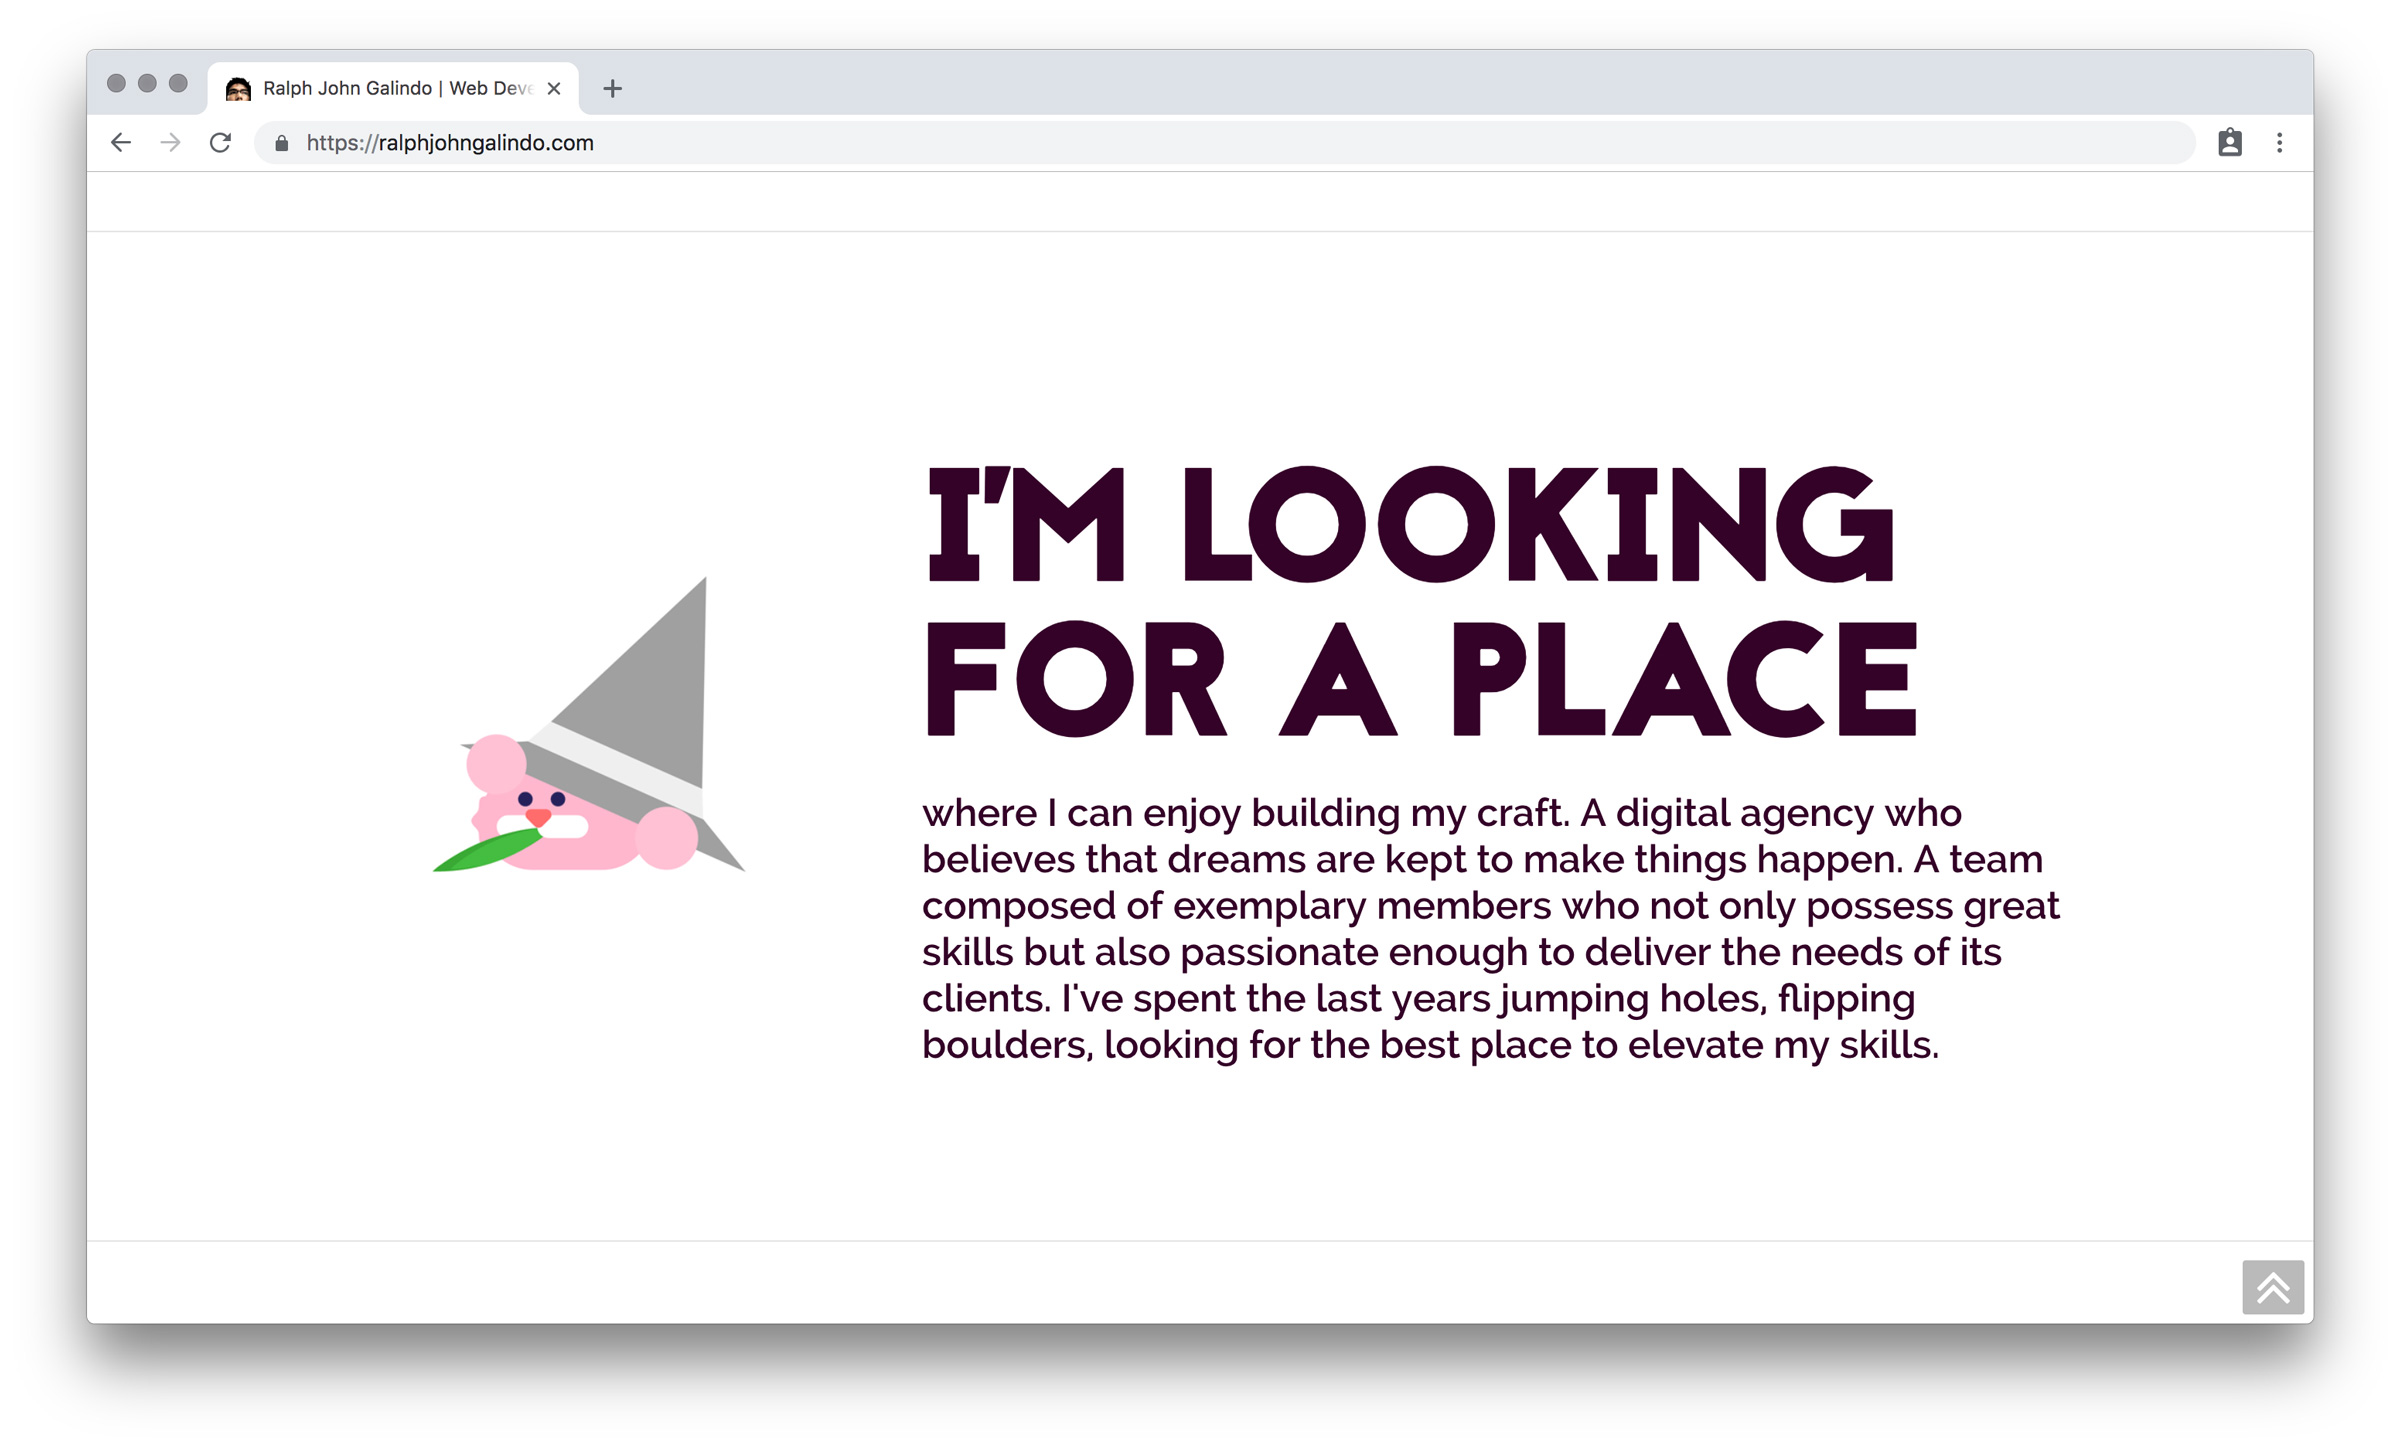 Ralph John Galindo | Web Deve
https://ralphjohngalindo.com
I'M LOOKING
FOR A PLACE
where I can enjoy building my craft. A digital agency who
believes that dreams are kept to make things happen. A team
composed of exemplary members who not only possess great
skills but also passionate enough to deliver the needs of its
clients. I've spent the last years jumping holes, flipping
boulders, looking for the best place to elevate my skills.